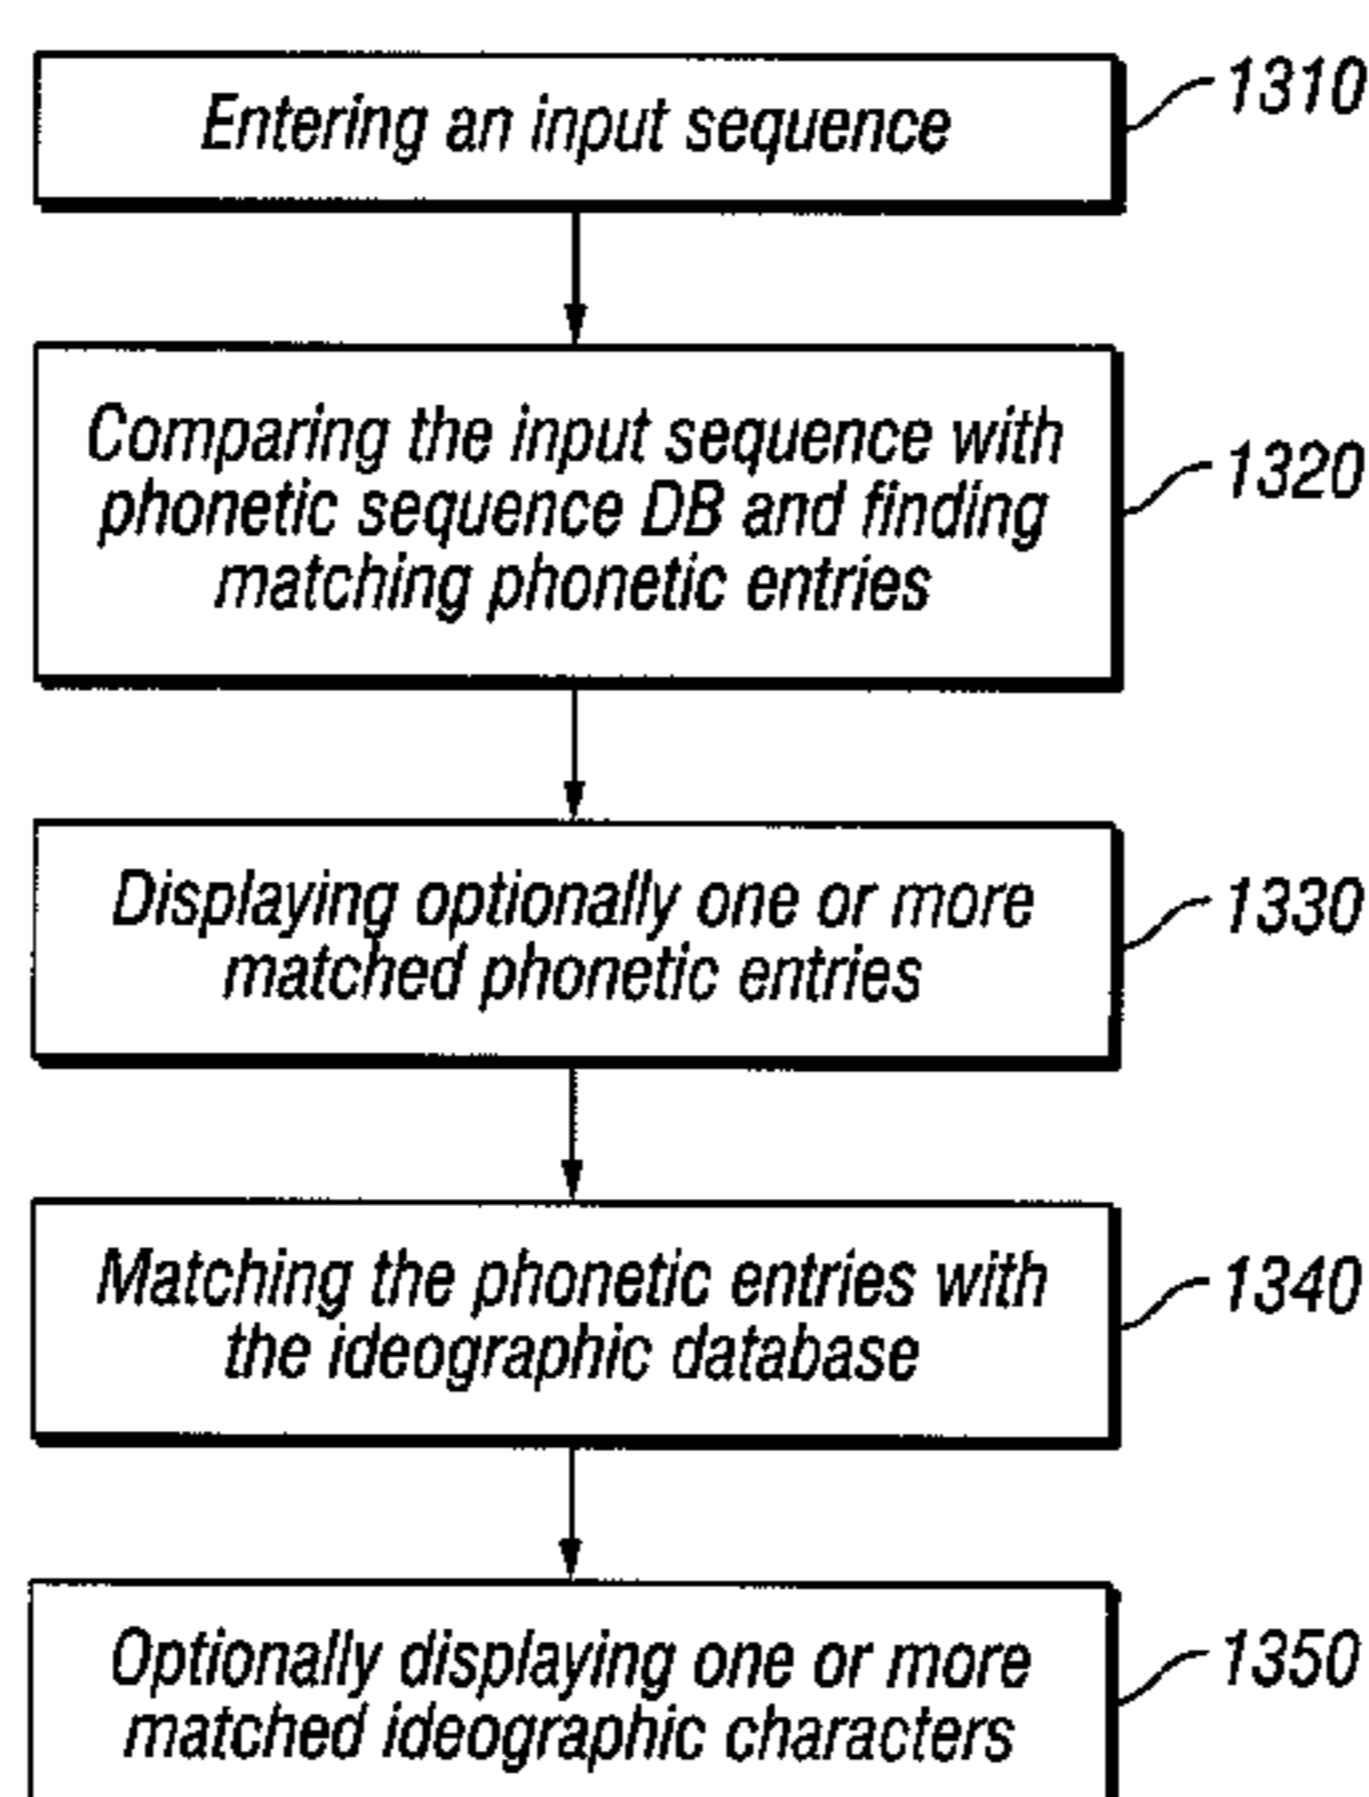 Entering an input sequence
1310
Comparing the input sequence with
phonetic sequence DB and finding
matching phonetic entries
1320
Displaying optionally one or more
matched phonetic entries
1330
Matching the phonetic entries with
the ideographic database
1340
Optionally displaying one or more
matched ideographic characters
1350